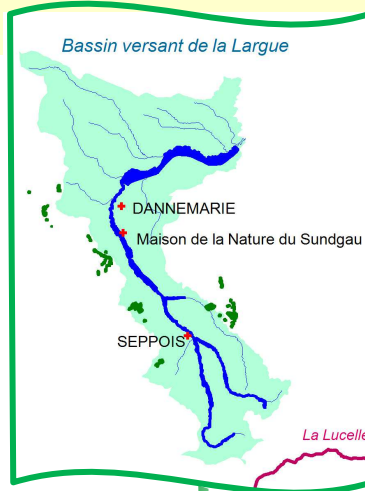 Bassin versant de la Largue
DANNEMARIE
Maison de la Nature du Sundgau
SEPPOIS
La Lucelle